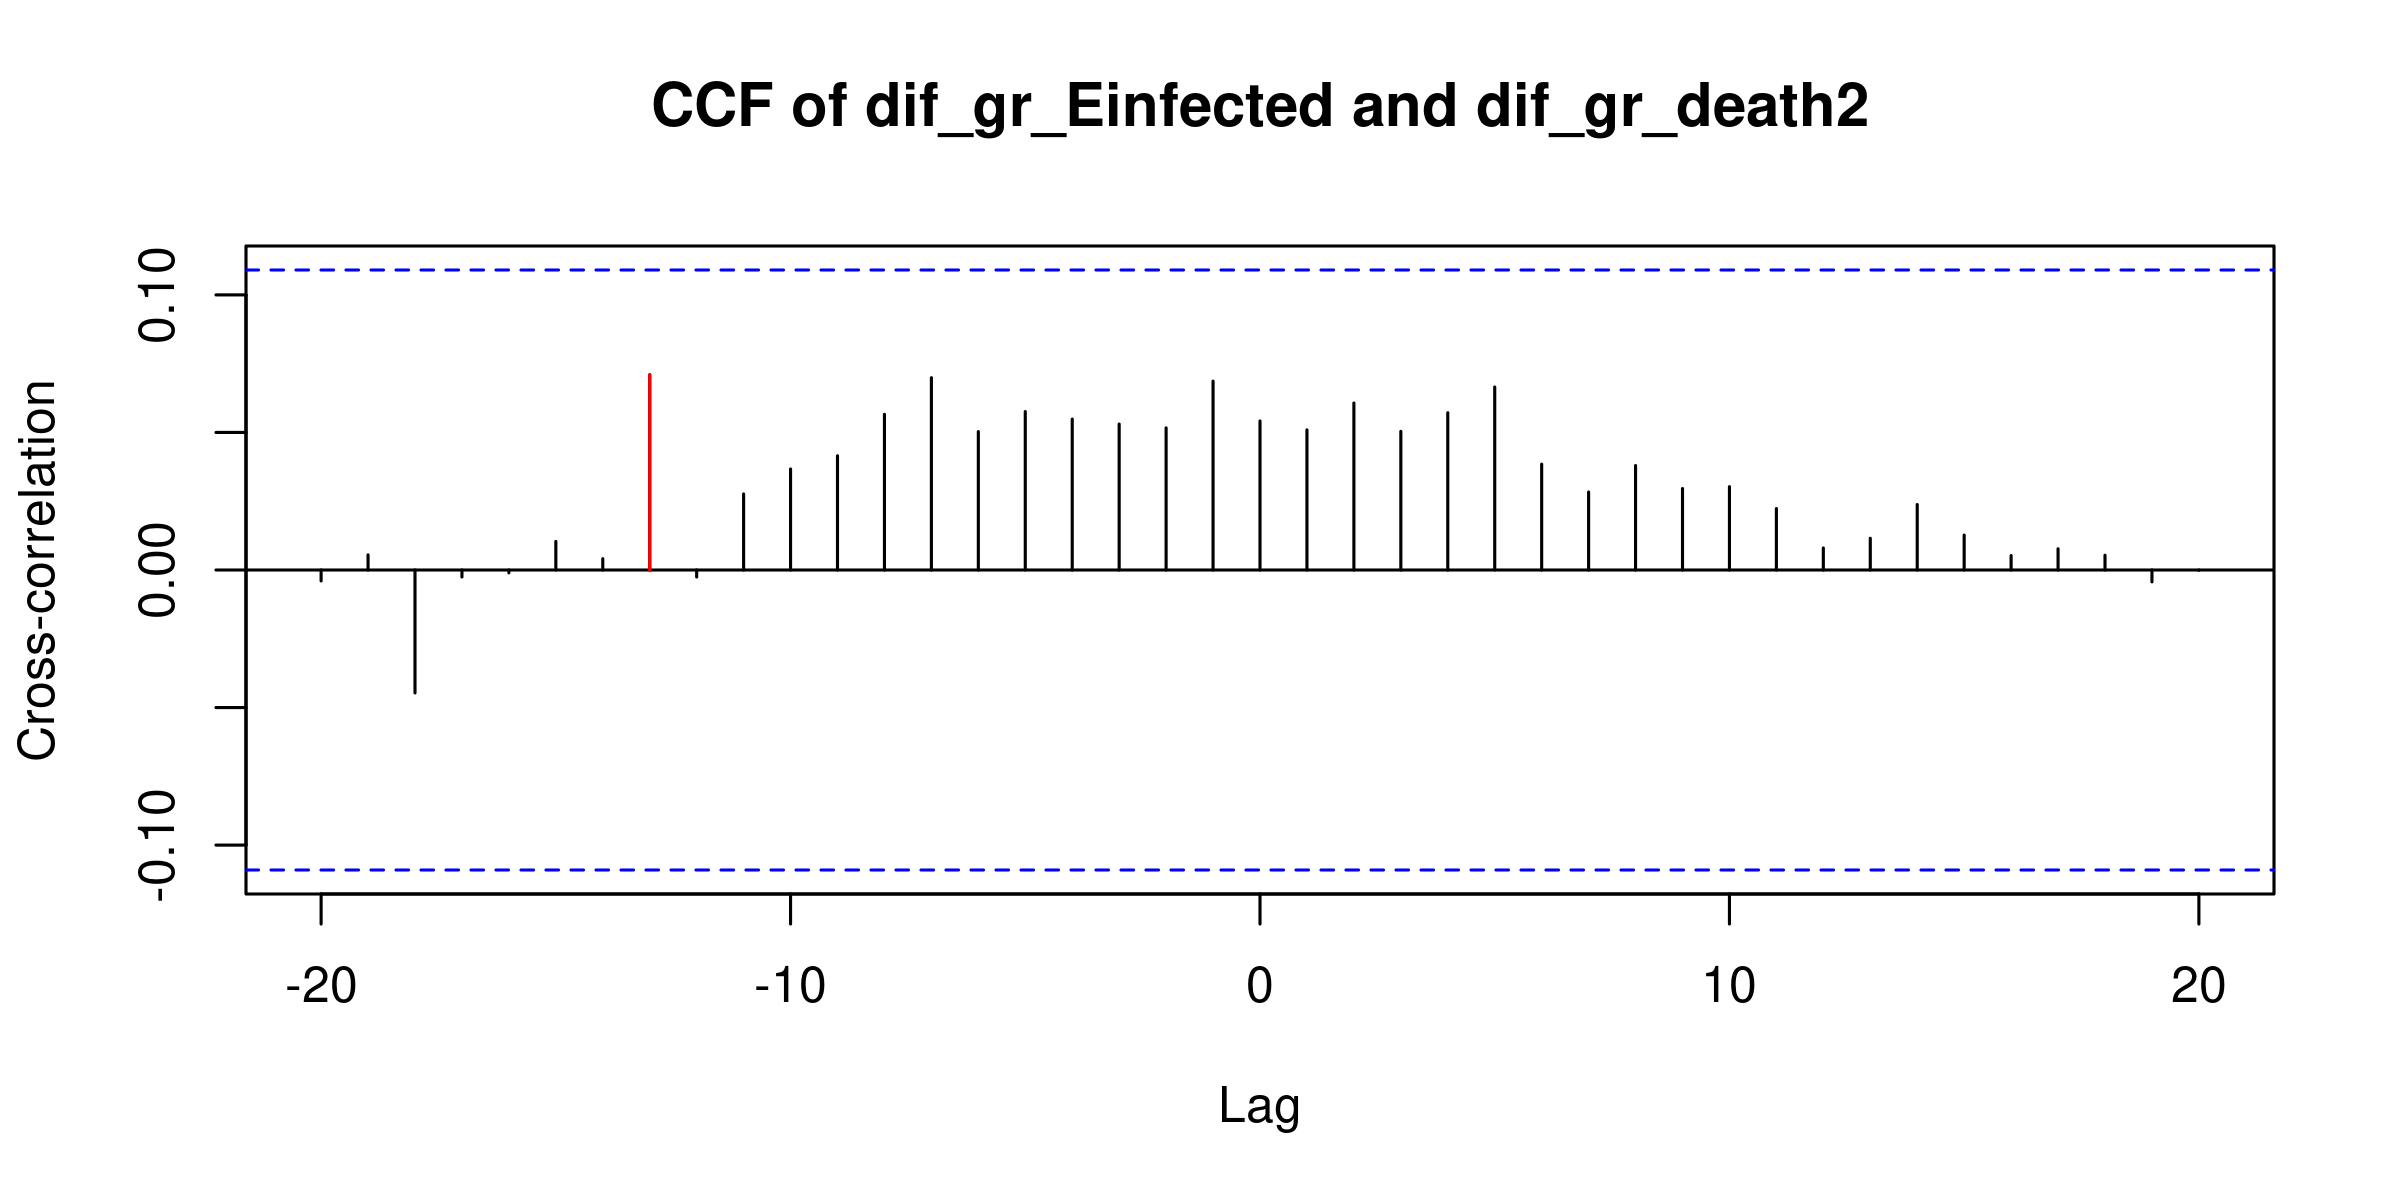 CCF of dif_gr_Einfected and dif_gr_death2
Cross-correlation
0.10
0.00
-0.10
-20
-10
0
10
20
Lag